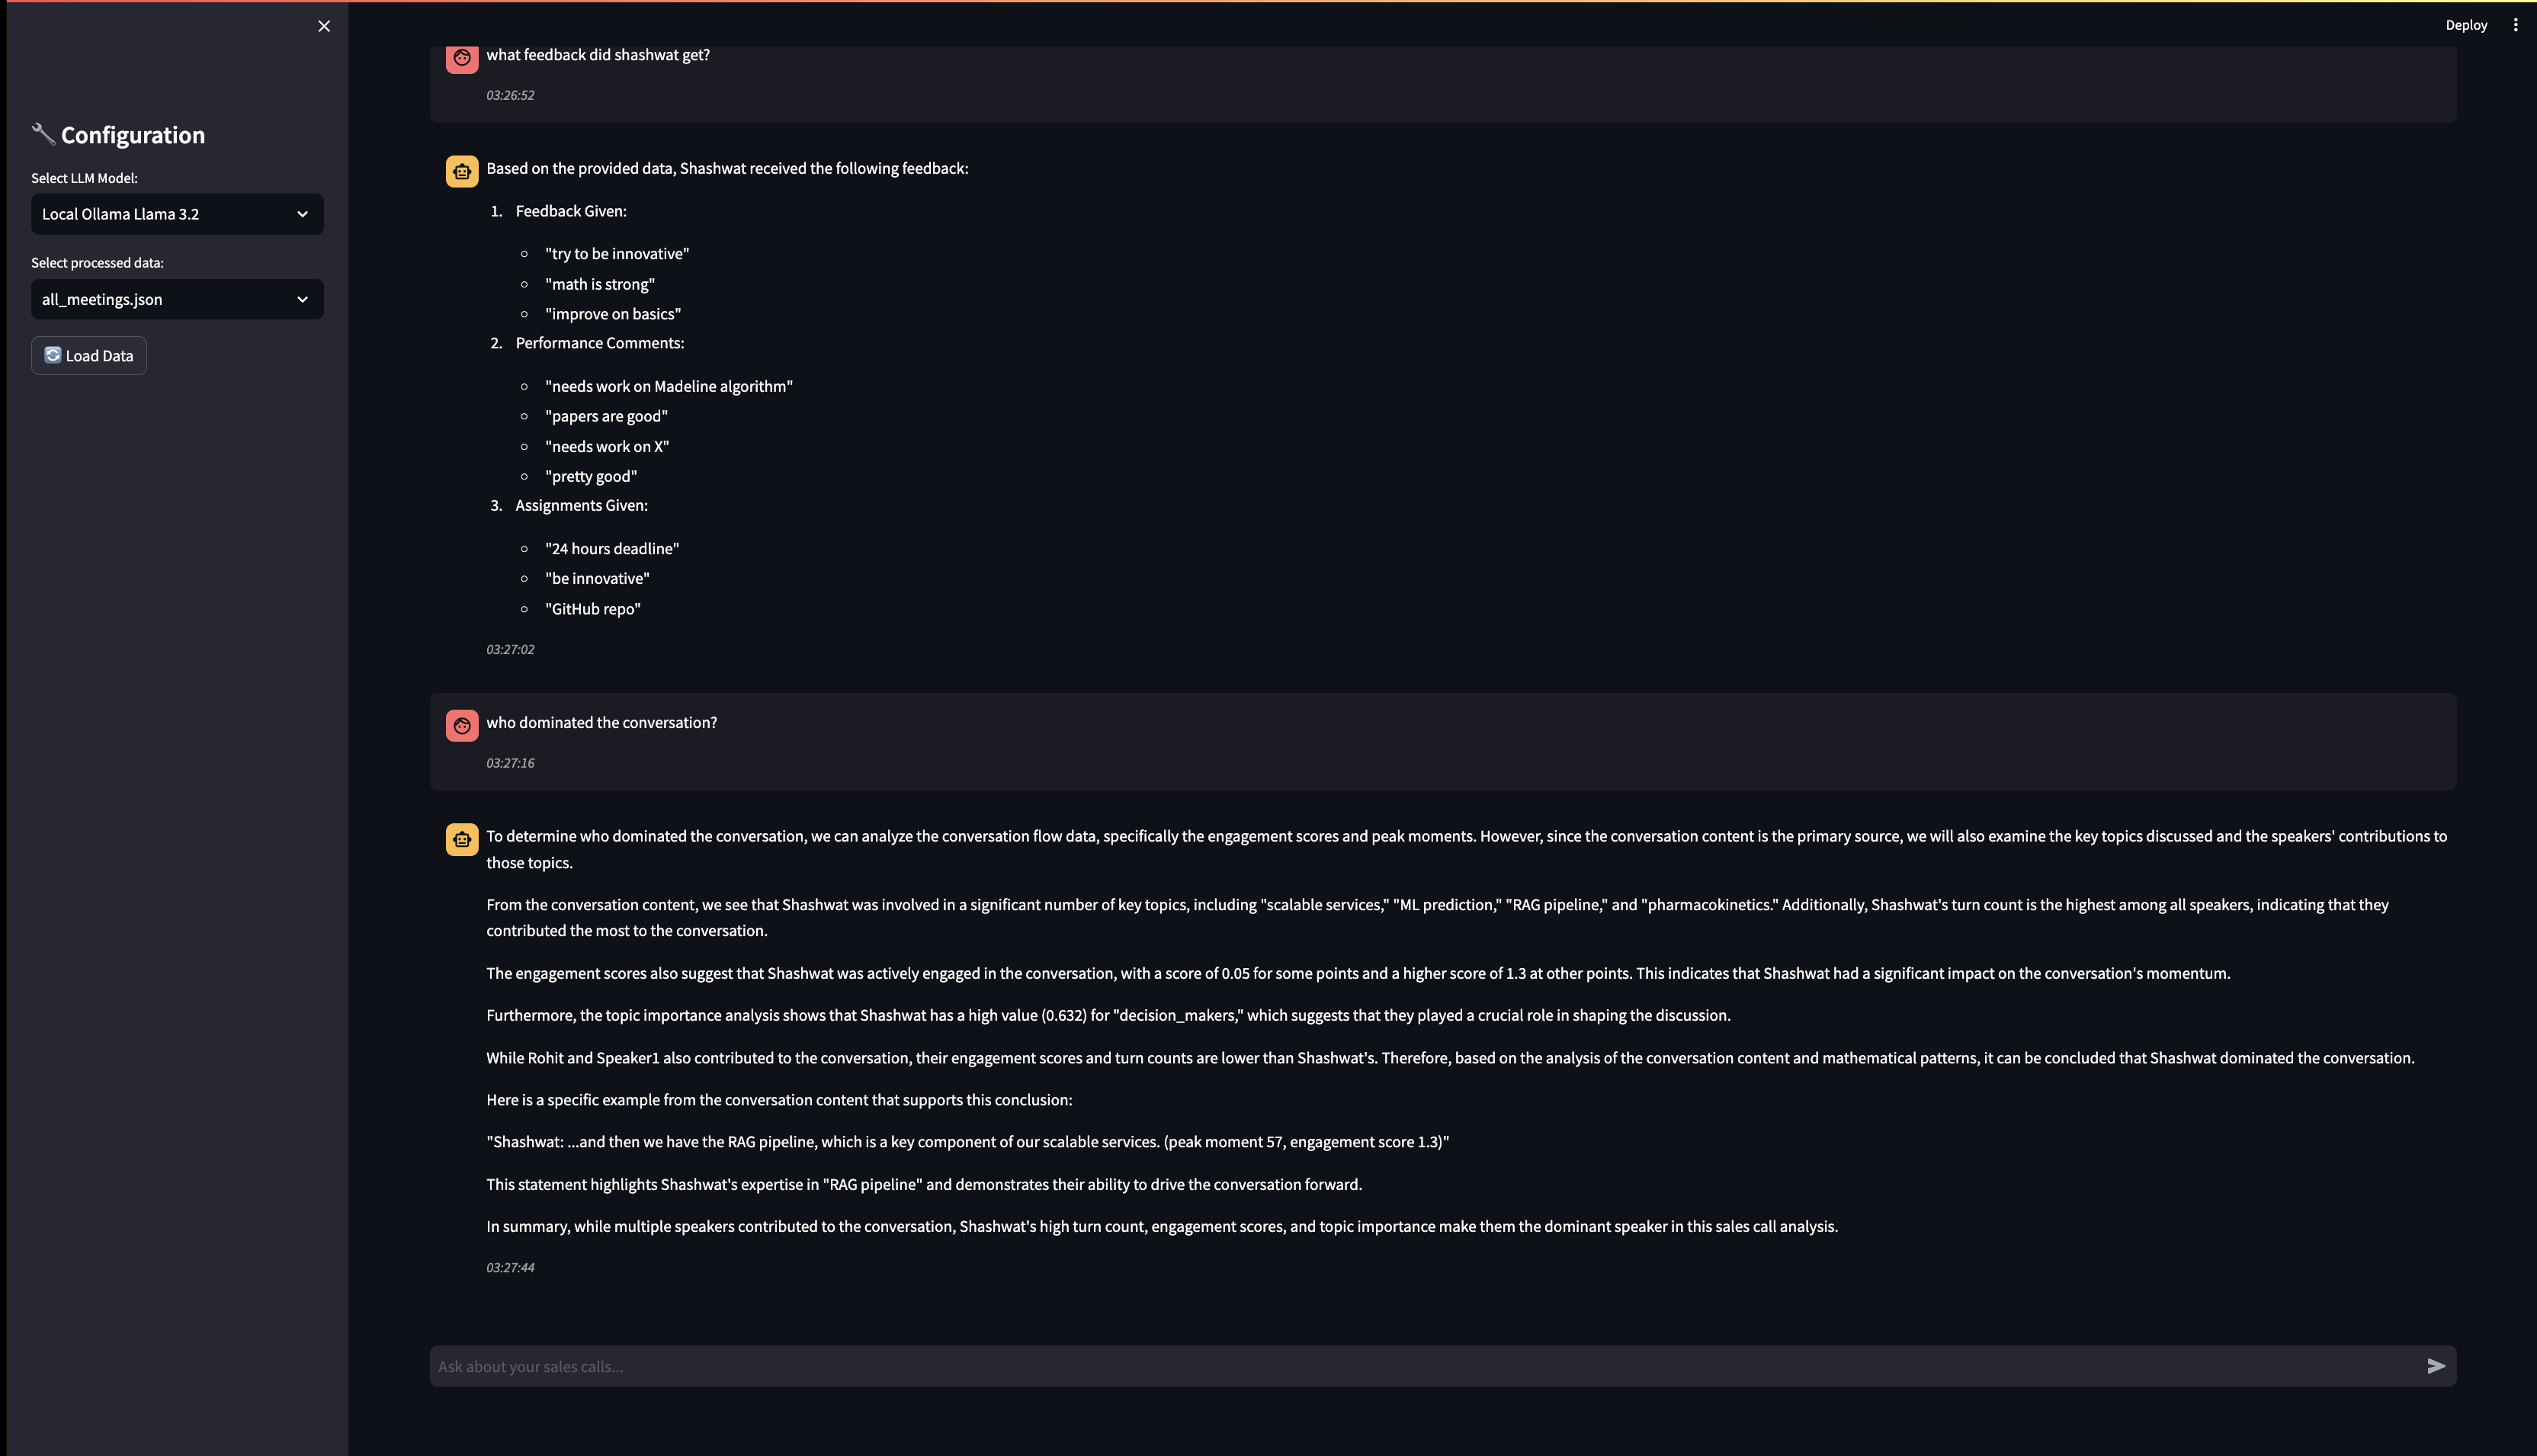 Deploy
Configuration
Select LLM Model:
Local Ollama Llama 3.2
Select processed data:
all_meetings.json
Load Data
what feedback did shashwat get?
03:26:52
Based on the provided data, Shashwat received the following feedback:
1. Feedback Given:
"try to be innovative"
"math is strong"
"improve on basics"
2. Performance Comments:
"needs work on Madeline algorithm"
"papers are good"
"needs work on X"
"pretty good"
3. Assignments Given:
"24 hours deadline"
"be innovative"
"GitHub repo"
03:27:02
who dominated the conversation?
03:27:16
To determine who dominated the conversation, we can analyze the conversation flow data, specifically the engagement scores and peak moments. However, since the conversation content is the primary source, we will also examine the key topics discussed and the speakers' contributions to
those topics.
From the conversation content, we see that Shashwat was involved in a significant number of key topics, including "scalable services," "ML prediction," "RAG pipeline," and "pharmacokinetics." Additionally, Shashwat's turn count is the highest among all speakers, indicating that they
contributed the most to the conversation.
The engagement scores also suggest that Shashwat was actively engaged in the conversation, with a score of 0.05 for some points and a higher score of 1.3 at other points. This indicates that Shashwat had a significant impact on the conversation's momentum.
Furthermore, the topic importance analysis shows that Shashwat has a high value (0.632) for "decision_makers," which suggests that they played a crucial role in shaping the discussion.
While Rohit and Speaker1 also contributed to the conversation, their engagement scores and turn counts are lower than Shashwat's. Therefore, based on the analysis of the conversation content and mathematical patterns, it can be concluded that Shashwat dominated the conversation.
Here is a specific example from the conversation content that supports this conclusion:
"Shashwat: ...and then we have the RAG pipeline, which is a key component of our scalable services. (peak moment 57, engagement score 1.3)"
This statement highlights Shashwat's expertise in "RAG pipeline" and demonstrates their ability to drive the conversation forward.
In summary, while multiple speakers contributed to the conversation, Shashwat's high turn count, engagement scores, and topic importance make them the dominant speaker in this sales call analysis.
03:27:44
Ask about your sales calls...